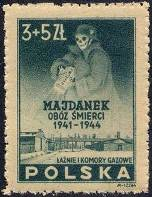 3+5ZŁ
MAJDANEK
OBÓZ ŚMIERCI
1941-1944
ŁAŹNIE I KOMORY GAZOWE
POLSKA